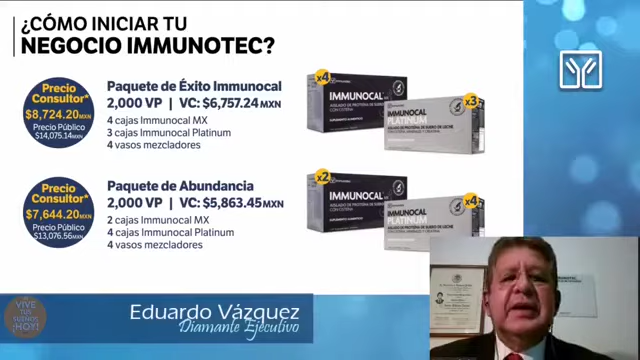 ¿CÓMO INICIAR TU
NEGOCIO IMMUNOTEC?
Precio
Consultor*
$8,724.20MXN
Precio Público
$14,075.14MXN
Paquete de Éxito Immunocal
2,000 VP | VC: $6,757.24 MXN
4 cajas Immunocal MX
3 cajas Immunocal Platinum
4 vasos mezcladores
x4
IMMUNOCAL
x3
IMMUNOCAL
PLATINUM
Precio
Consultor*
$7,644.20MXN
Precio Público
$13,076.56MXN
Paquete de Abundancia
2,000 VP | VC: $5,863.45 MXN
2 cajas Immunocal MX
4 cajas Immunocal Platinum
4 vasos mezcladores
x2
IMMUNOCAL
x4
IMMUNOCAL
PLATINUM
VIVE
TUS
SUEÑOS
¡HOY!
Eduardo Vázquez
Diamante Ejecutivo